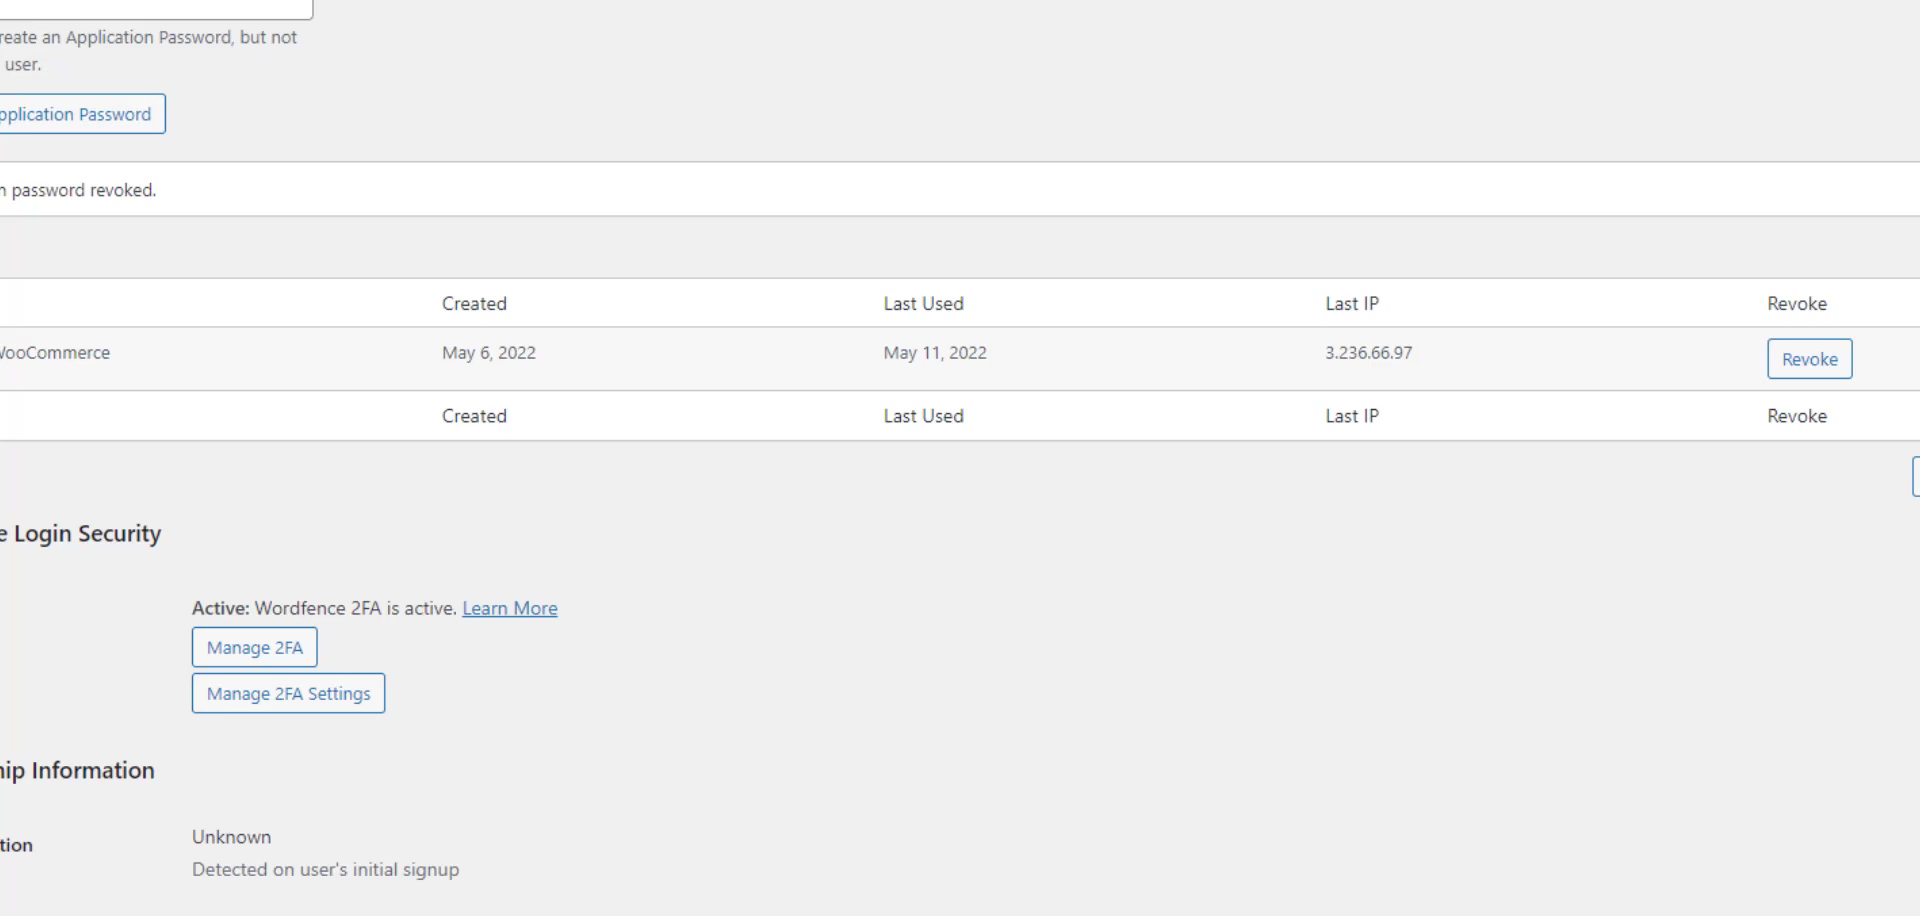 reate an Application Password, but not
user.
pplication Password
n password revoked.
Created Last Used Last IP Revoke
WooCommerce May 6, 2022 May 11, 2022 3.236.66.97 Revoke
Created Last Used Last IP Revoke
e Login Security
Active: Wordfence 2FA is active. Learn More
Manage 2FA
Manage 2FA Settings
hip Information
tion
Unknown
Detected on user's initial signup